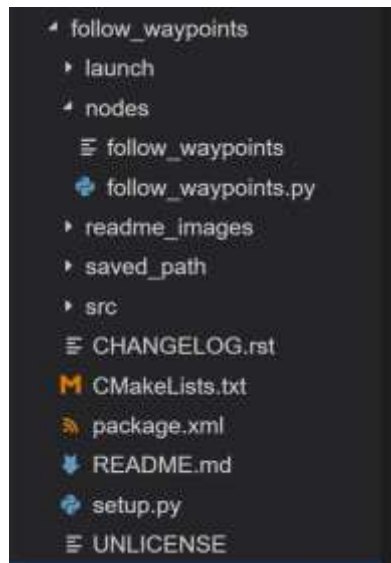 follow_waypoints
launch
nodes
follow_waypoints
follow_waypoints.py
readme_images
saved_path
src
CHANGELOG.rst
CMakeLists.txt
package.xml
README.md
setup.py
UNLICENSE